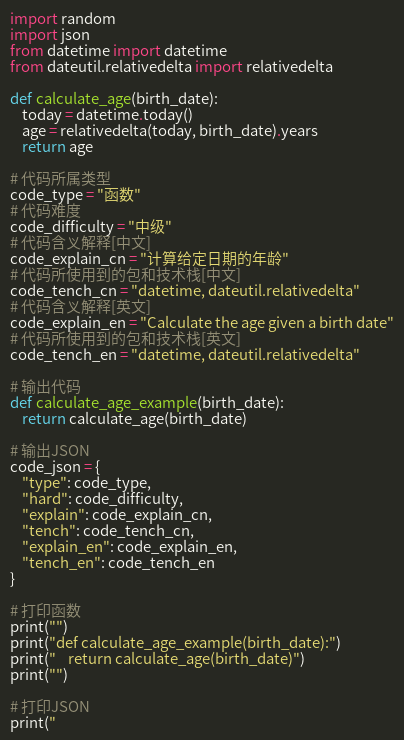 import random
import json
from datetime import datetime
from dateutil.relativedelta import relativedelta

def calculate_age(birth_date):
    today = datetime.today()
    age = relativedelta(today, birth_date).years
    return age

# 代码所属类型
code_type = "函数"
# 代码难度
code_difficulty = "中级"
# 代码含义解释[中文]
code_explain_cn = "计算给定日期的年龄"
# 代码所使用到的包和技术栈[中文]
code_tench_cn = "datetime, dateutil.relativedelta"
# 代码含义解释[英文]
code_explain_en = "Calculate the age given a birth date"
# 代码所使用到的包和技术栈[英文]
code_tench_en = "datetime, dateutil.relativedelta"

# 输出代码
def calculate_age_example(birth_date):
    return calculate_age(birth_date)

# 输出JSON
code_json = {
    "type": code_type,
    "hard": code_difficulty,
    "explain": code_explain_cn,
    "tench": code_tench_cn,
    "explain_en": code_explain_en,
    "tench_en": code_tench_en
}

# 打印函数
print("")
print("def calculate_age_example(birth_date):")
print("    return calculate_age(birth_date)")
print("")

# 打印JSON
print("